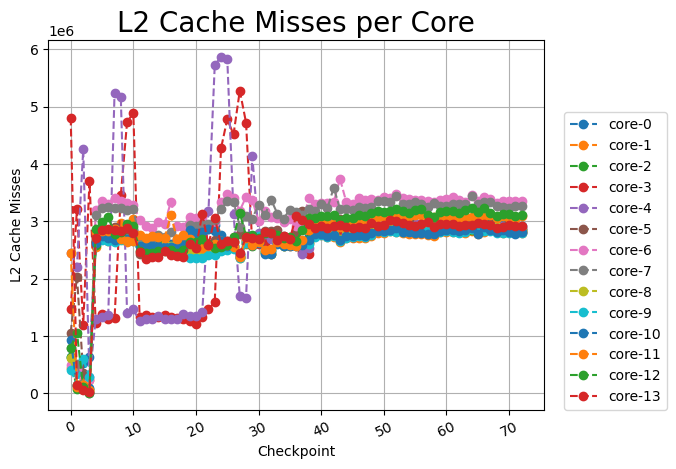 L2 Cache Misses per Core
1e6
6
5
4
3
2
1
0
L2 Cache Misses
0
10
20
30
40
50
60
70
Checkpoint
core-0
core-1
core-2
core-3
core-4
core-5
core-6
core-7
core-8
core-9
core-10
core-11
core-12
core-13